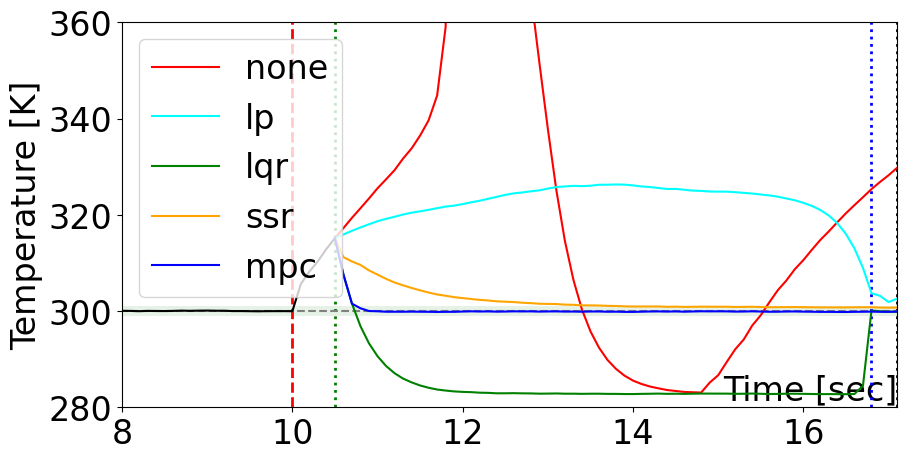 Temperature [K]
360
340
320
300
280
none
lp
lqr
ssr
mpc
Time [sec]
8
10
12
14
16